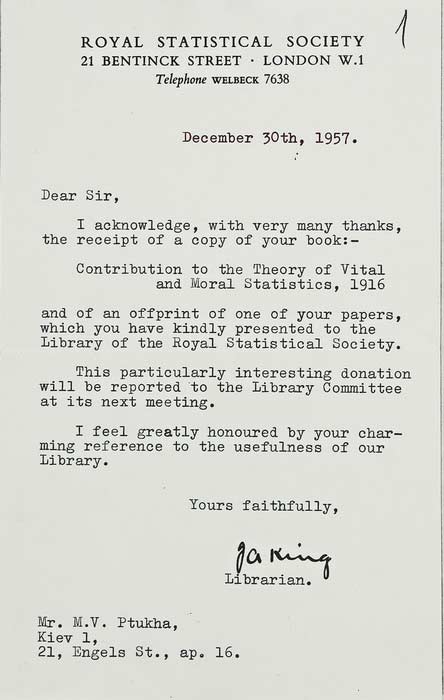 1
ROYAL STATISTICAL SOCIETY
21 BENTINCK STREET · LONDON W.1
Telephone WELBECK 7638
December 30th, 1957.
Dear Sir,
I acknowledge, with very many thanks,
the receipt of a copy of your book:-
Contribution to the Theory of Vital
and Moral Statistics, 1916
and of an offprint of one of your papers,
which you have kindly presented to the
Library of the Royal Statistical Society.
This particularly interesting donation
will be reported to the Library Committee
at its next meeting.
I feel greatly honoured by your char-
ming reference to the usefulness of our
Library.
Yours faithfully,
JAKing
Librarian.
Mr. M.V. Ptukha,
Kiev 1,
21, Engels St., ap. 16.